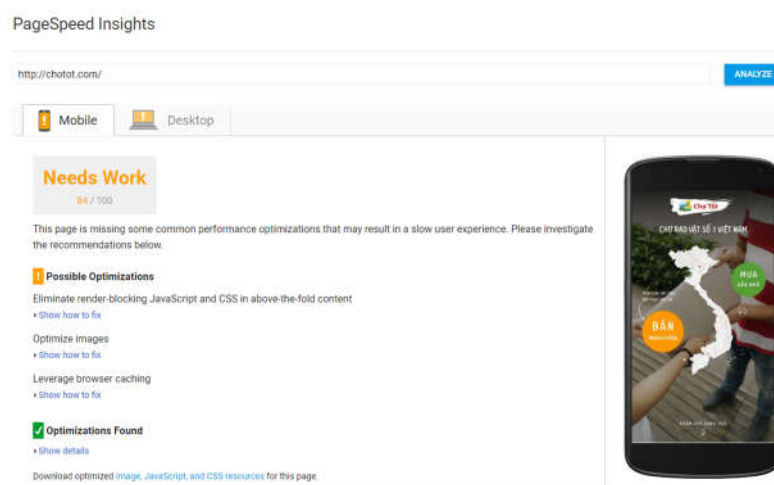 PageSpeed Insights
http://chotot.com/
ANALYZE
Mobile
Desktop
Needs Work
84 / 100
This page is missing some common performance optimizations that may result in a slow user experience. Please investigate
the recommendations below.
! Possible Optimizations
Eliminate render-blocking JavaScript and CSS in above-the-fold content
Show how to fix
Optimize images
Show how to fix
Leverage browser caching
Show how to fix
Optimizations Found
Show details
Download optimized image, JavaScript, and CSS resources for this page.
Chợ Tốt
CHỢ RAO VẶT SỐ 1 VIỆT NAM
MUA
BÁN